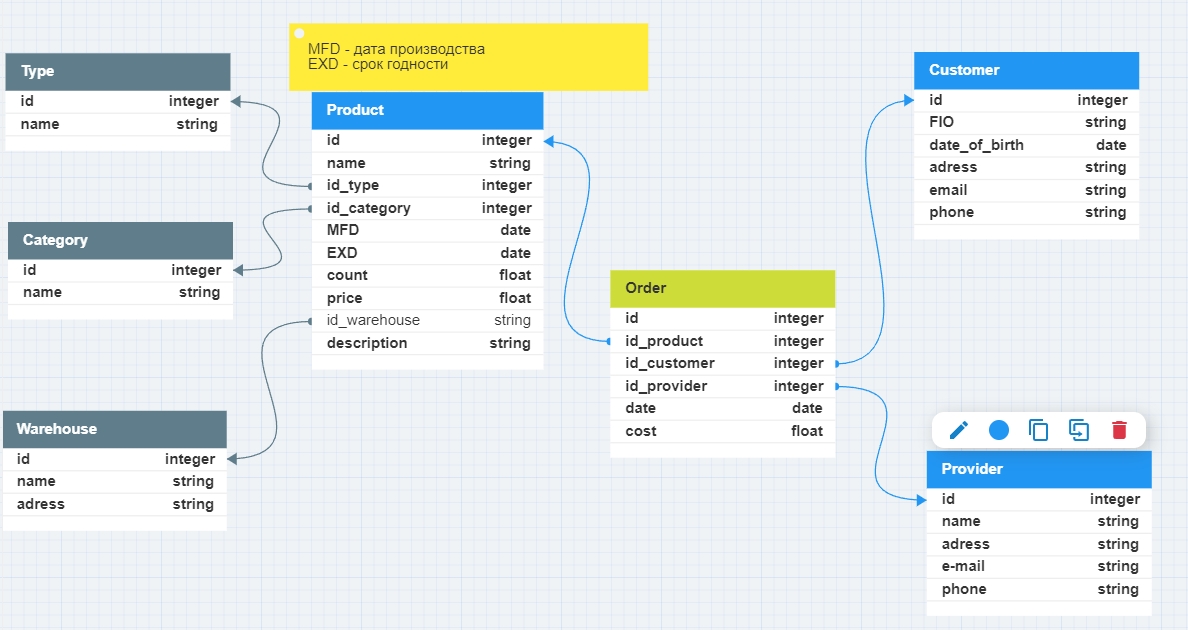 MFD - дата производства
EXD - срок годности
Type
id integer
name string
Category
id integer
name string
Warehouse
id integer
name string
adress string
Product
id integer
name string
id_type integer
id_category integer
MFD date
EXD date
count float
price float
id_warehouse string
description string
Order
id integer
id_product integer
id_customer integer
id_provider integer
date date
cost float
Customer
id integer
FIO string
date_of_birth date
adress string
email string
phone string
Provider
id integer
name string
adress string
e-mail string
phone string